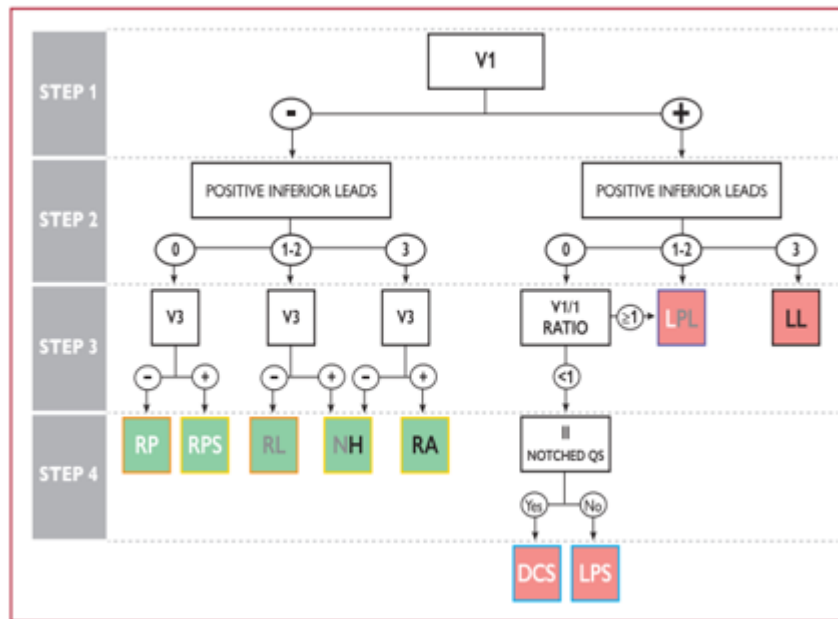 V1
STEP 1
-
+
POSITIVE INFERIOR LEADS
POSITIVE INFERIOR LEADS
STEP 2
0
1-2
3
0
1-2
3
V3
V3
V3
V1/I
RATIO
≥1
LPL
LL
STEP 3
-
+
-
+
-
+
<1
RP
RPS
RL
NH
RA
II
NOTCHED QS
STEP 4
Yes
No
DCS
LPS